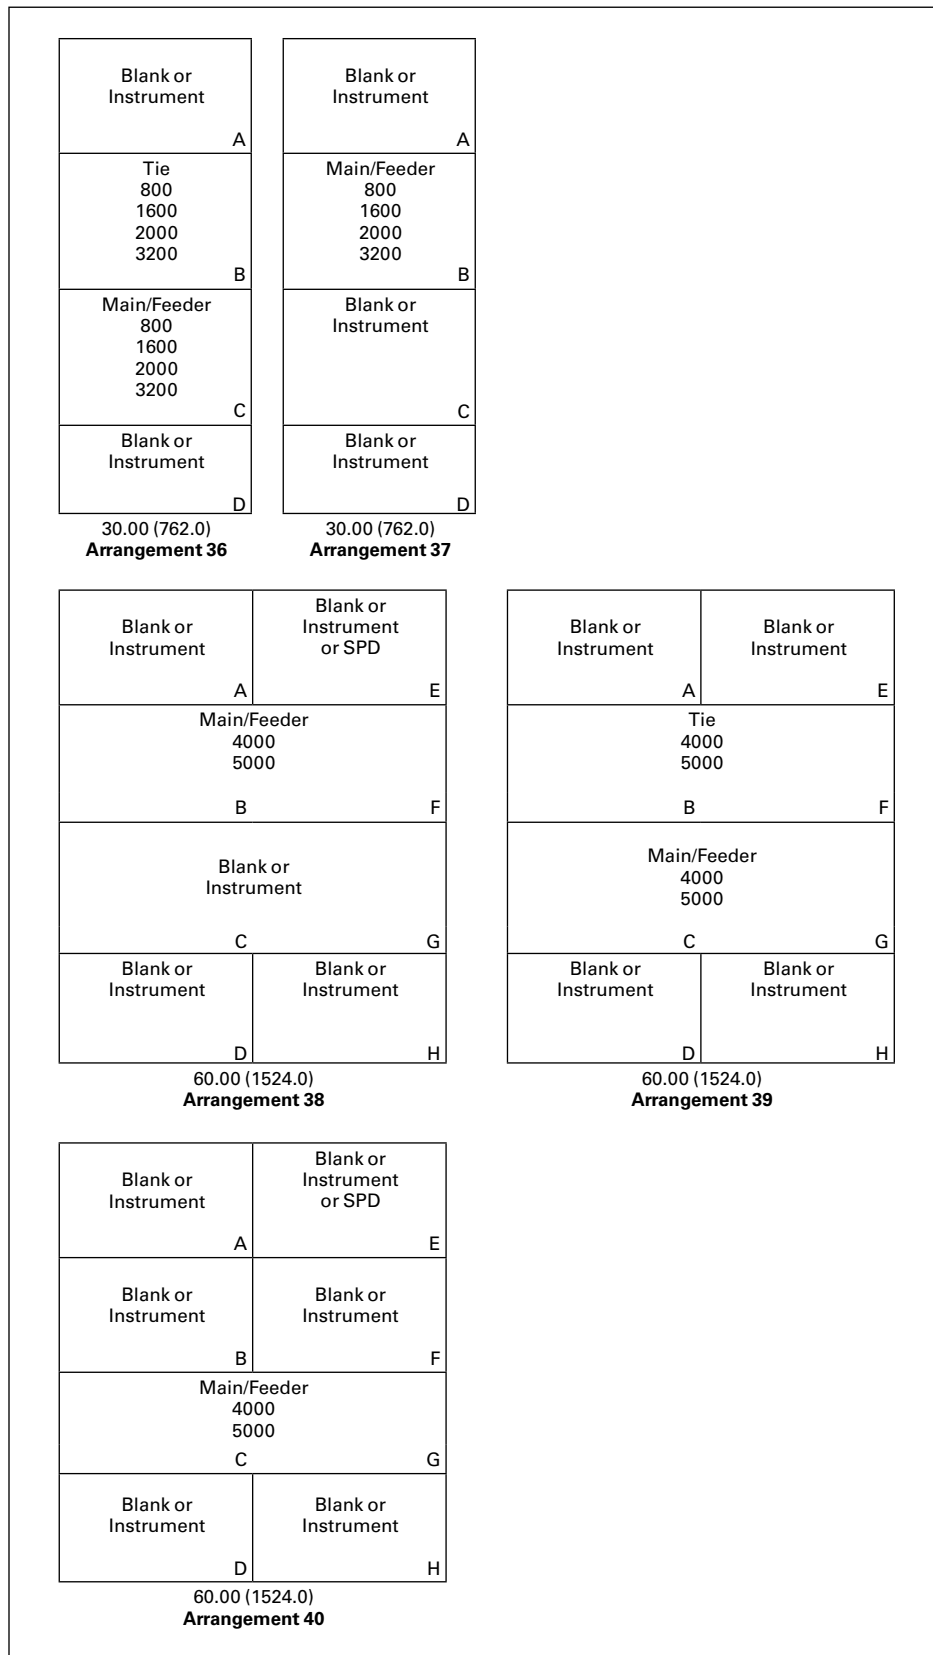 Blank or
Instrument
A
Tie
800
1600
2000
3200
B
Main/Feeder
800
1600
2000
3200
C
Blank or
Instrument
D
30.00 (762.0)
Arrangement 36
Blank or
Instrument
A
Main/Feeder
800
1600
2000
3200
B
Blank or
Instrument
C
Blank or
Instrument
D
30.00 (762.0)
Arrangement 37
Blank or
Instrument
A
Blank or
Instrument
or SPD
E
Main/Feeder
4000
5000
B F
Blank or
Instrument
C G
Blank or
Instrument
D
Blank or
Instrument
H
60.00 (1524.0)
Arrangement 38
Blank or
Instrument
A
Blank or
Instrument
E
Tie
4000
5000
B F
Main/Feeder
4000
5000
C G
Blank or
Instrument
D
Blank or
Instrument
H
60.00 (1524.0)
Arrangement 39
Blank or
Instrument
A
Blank or
Instrument
or SPD
E
Blank or
Instrument
B
Blank or
Instrument
F
Main/Feeder
4000
5000
C G
Blank or
Instrument
D
Blank or
Instrument
H
60.00 (1524.0)
Arrangement 40